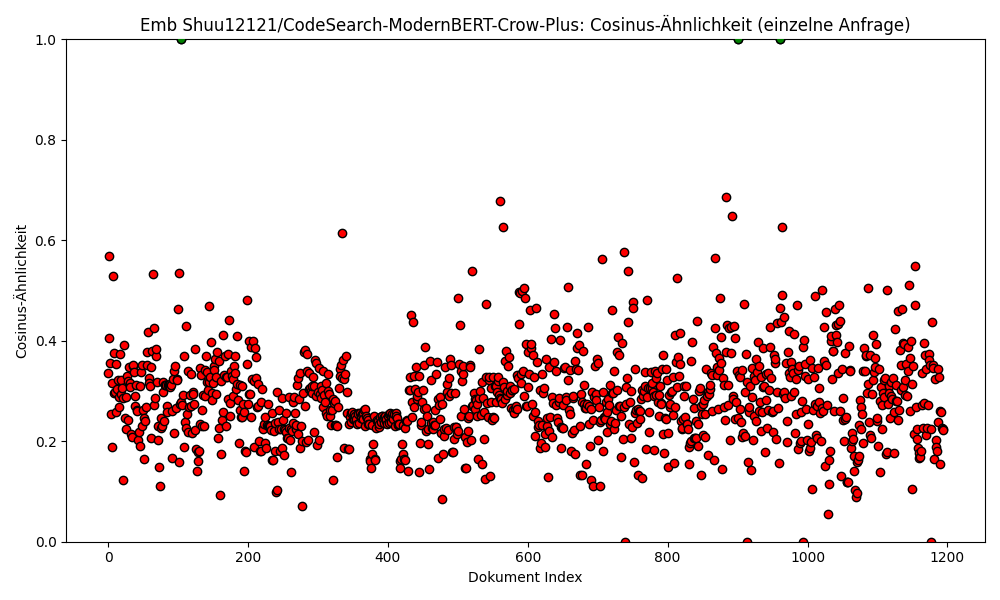 Emb Shuu12121/CodeSearch-ModernBERT-Crow-Plus: Cosinus-Ähnlichkeit (einzelne Anfrage)
Cosinus-Ähnlichkeit
1.0
0.8
0.6
0.4
0.2
0.0
0 200 400 600 800 1000 1200
Dokument Index